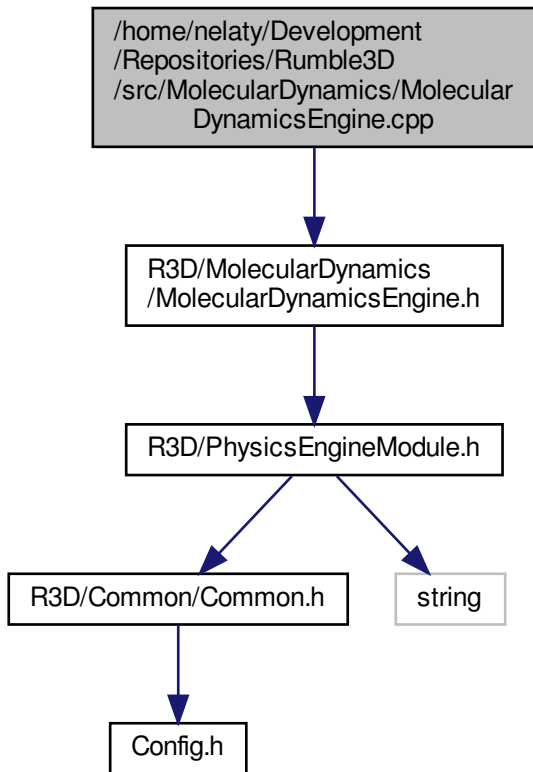 /home/nelaty/Development
/Repositories/Rumble3D
/src/MolecularDynamics/Molecular
DynamicsEngine.cpp
R3D/MolecularDynamics
/MolecularDynamicsEngine.h
R3D/PhysicsEngineModule.h
R3D/Common/Common.h
string
Config.h